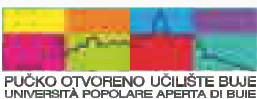 PUČKO OTVORENO UČILIŠTE BUJE
UNIVERSITÀ POPOLARE APERTA DI BUIE